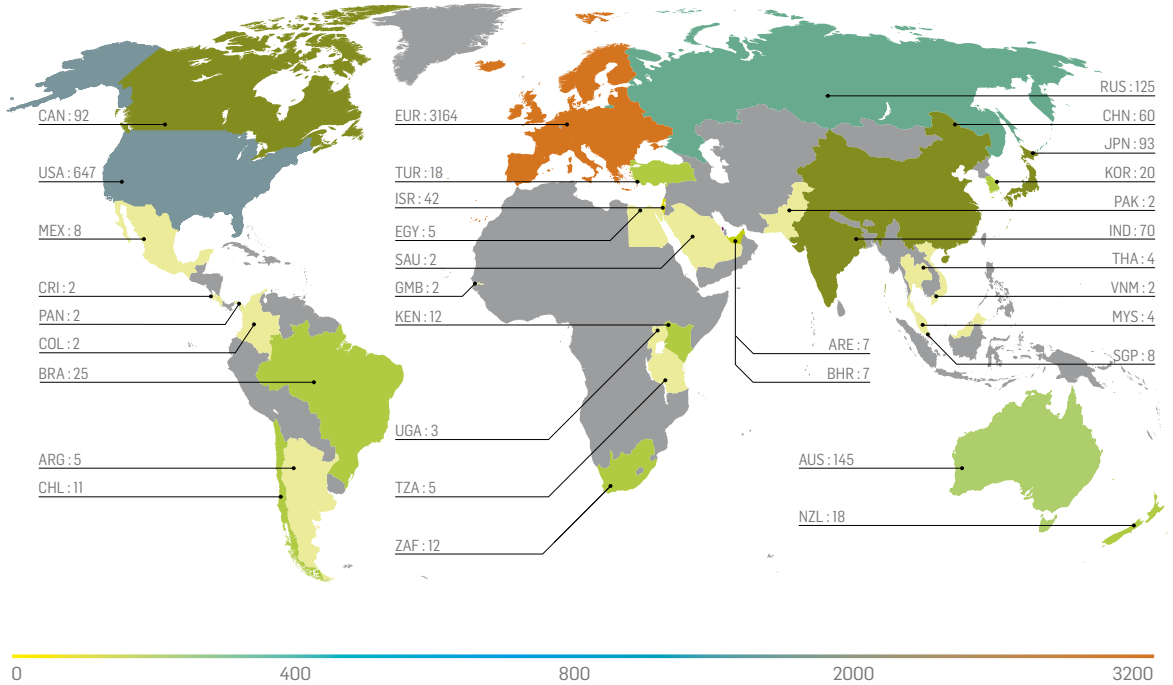 CAN : 92
USA : 647
MEX : 8
CRI : 2
PAN : 2
COL : 2
BRA : 25
ARG : 5
CHL : 11
EUR : 3164
TUR : 18
ISR : 42
EGY : 5
SAU : 2
GMB : 2
KEN : 12
UGA : 3
TZA : 5
ZAF : 12
RUS : 125
CHN : 60
JPN : 93
KOR : 20
PAK : 2
IND : 70
THA : 4
VNM : 2
MYS : 4
SGP : 8
ARE : 7
BHR : 7
AUS : 145
NZL : 18
0 400 800 2000 3200